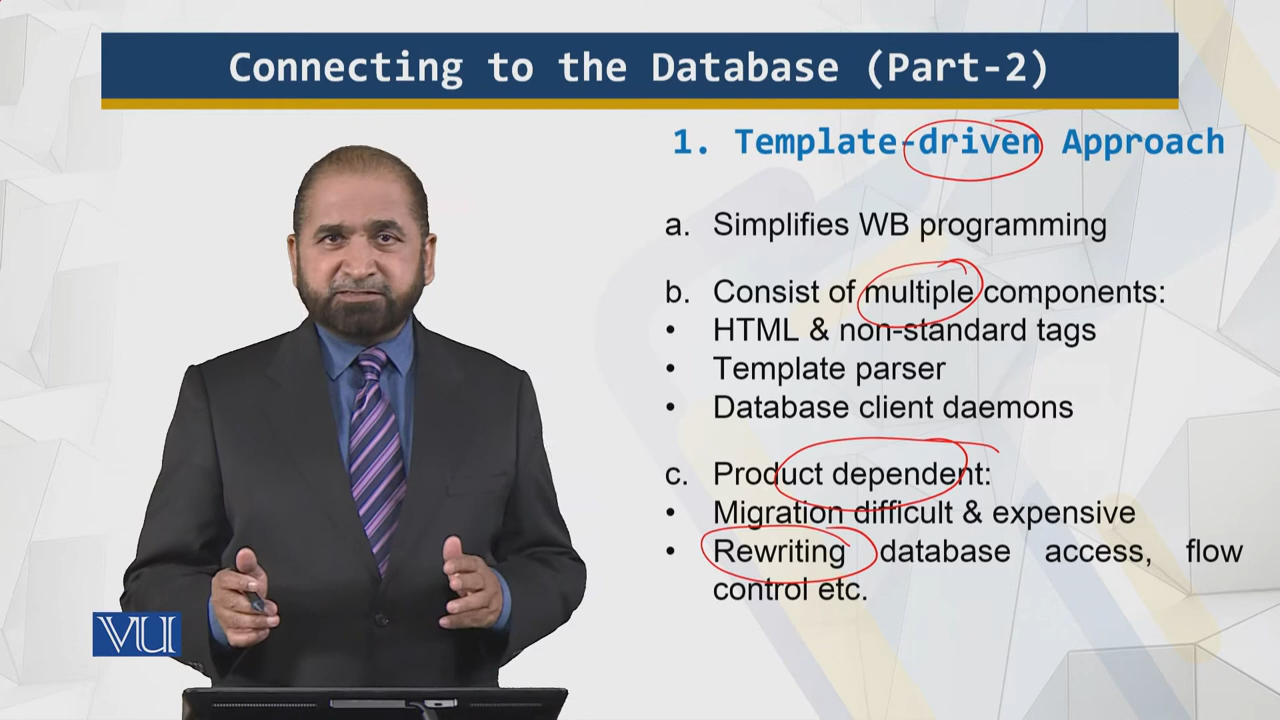 Connecting to the Database (Part-2)
1. Template-driven Approach
a. Simplifies WB programming
b. Consist of multiple components:
• HTML & non-standard tags
• Template parser
• Database client daemons
c. Product dependent:
• Migration difficult & expensive
• Rewriting database access, flow
control etc.
VU